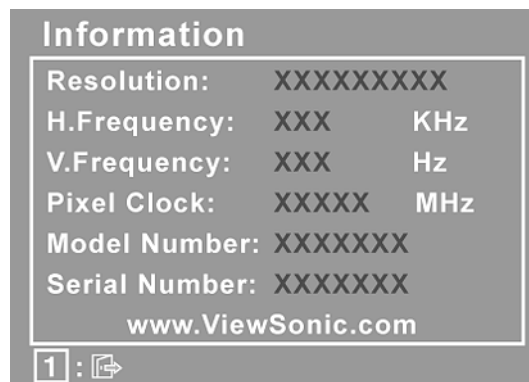 Information
Resolution: XXXXXXXXX
H.Frequency: XXX KHz
V.Frequency: XXX Hz
Pixel Clock: XXXXX MHz
Model Number: XXXXXXX
Serial Number: XXXXXXX
www.ViewSonic.com
1 :